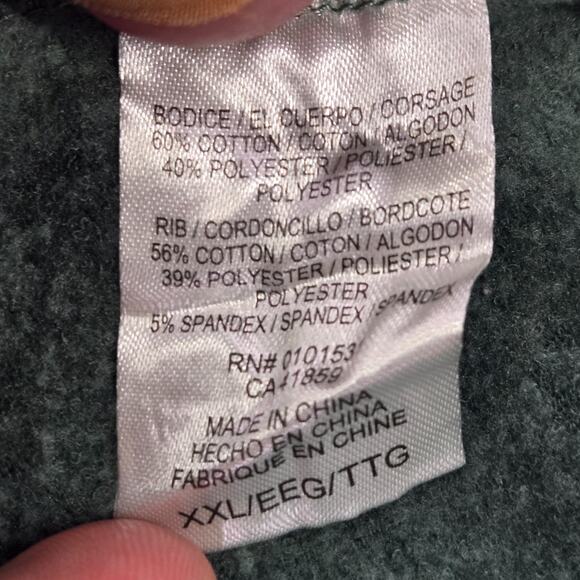 BODICE / EL CUERPO / CORSAGE
60% COTTON / COTON / ALGODON
40% POLYESTER / POLIESTER /
POLYESTER
RIB / CORDONCILLO / BORDCOTE
56% COTTON / COTON / ALGODON
39% POLYESTER / POLIESTER /
POLYESTER
5% SPANDEX / SPANDEX / SPANDEX
RN# 010153
CA41859
MADE IN CHINA
HECHO EN CHINA
FABRIQUE EN CHINE
XXL/EEG/TTG